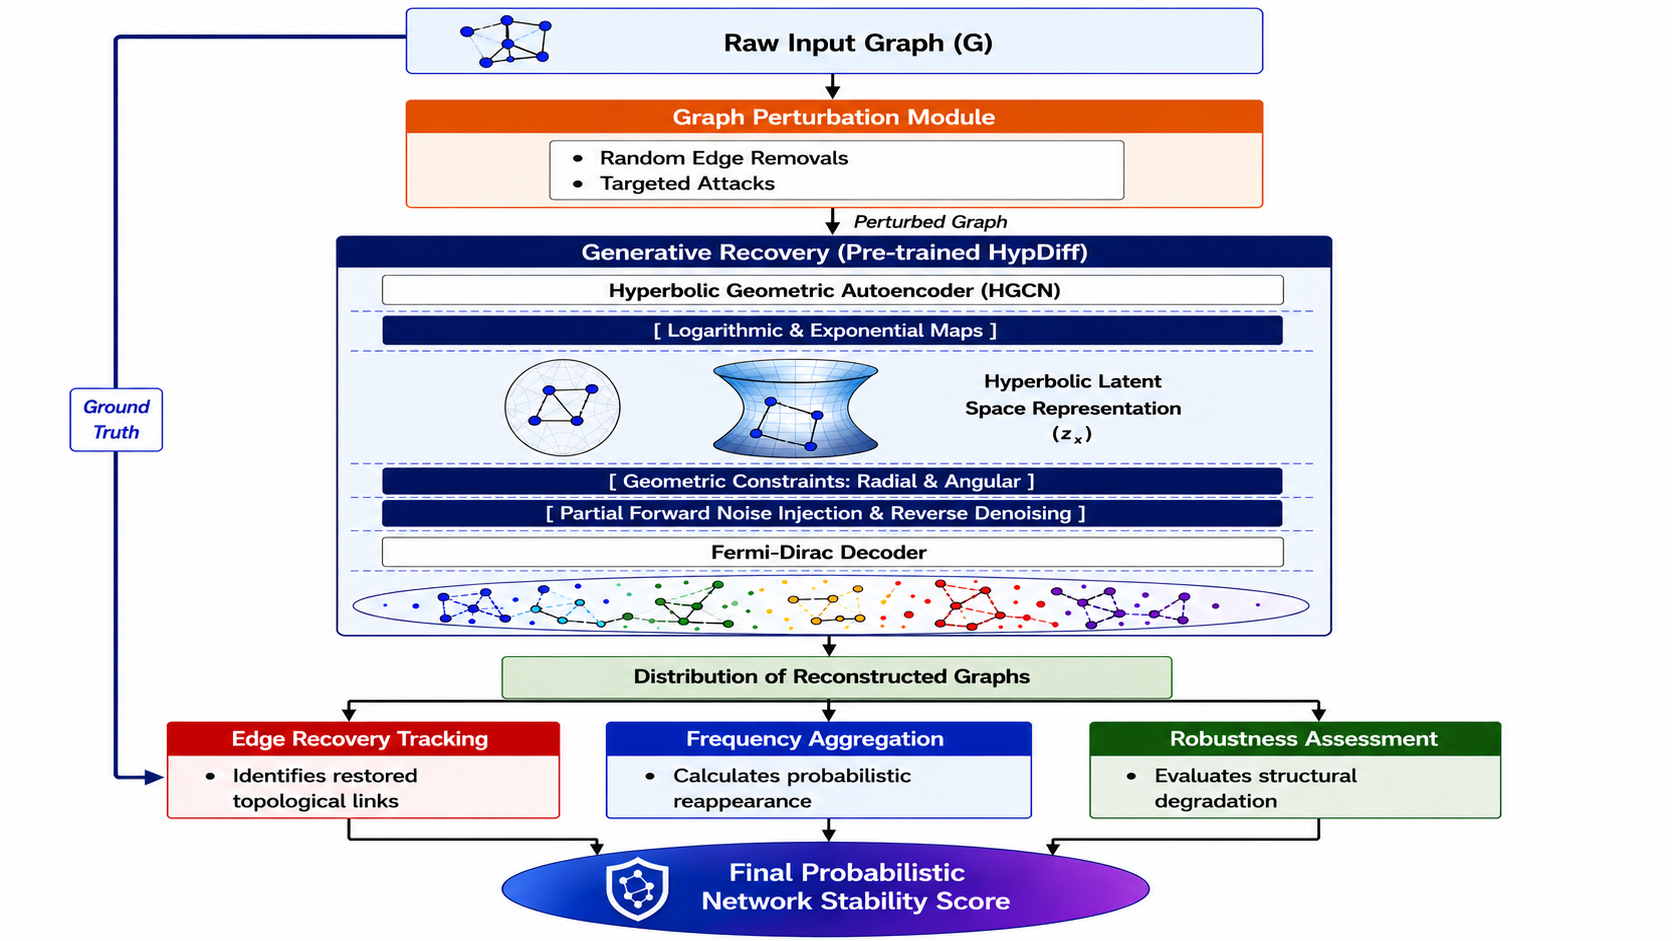 Raw Input Graph (G)
Graph Perturbation Module
• Random Edge Removals
• Targeted Attacks
Perturbed Graph
Generative Recovery (Pre-trained HypDiff)
Hyperbolic Geometric Autoencoder (HGCN)
[ Logarithmic & Exponential Maps ]
Hyperbolic Latent
Space Representation
(z_x)
Ground
Truth
[ Geometric Constraints: Radial & Angular ]
[ Partial Forward Noise Injection & Reverse Denoising ]
Fermi-Dirac Decoder
Distribution of Reconstructed Graphs
Edge Recovery Tracking
• Identifies restored
topological links
Frequency Aggregation
• Calculates probabilistic
reappearance
Robustness Assessment
• Evaluates structural
degradation
Final Probabilistic
Network Stability Score